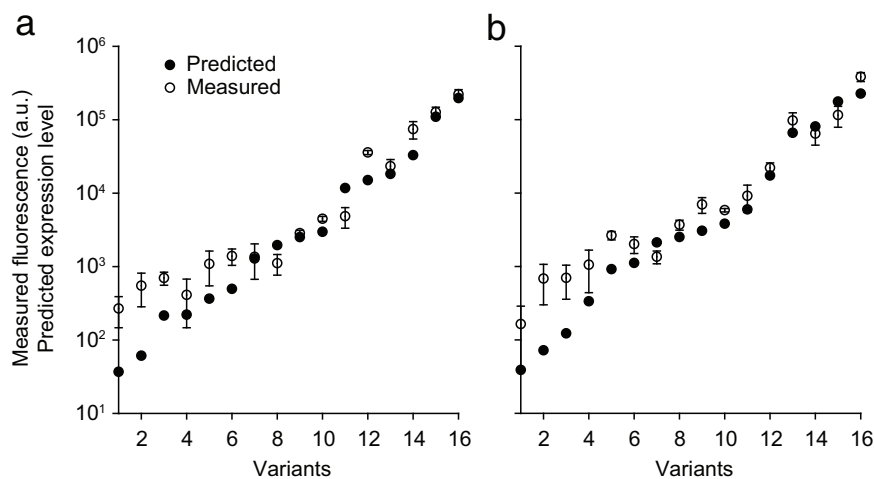 a
b
10⁶
10⁵
10⁴
10³
10²
10¹
Measured fluorescence (a.u.)
Predicted expression level
Predicted
Measured
2 4 6 8 10 12 14 16
2 4 6 8 10 12 14 16
Variants
Variants